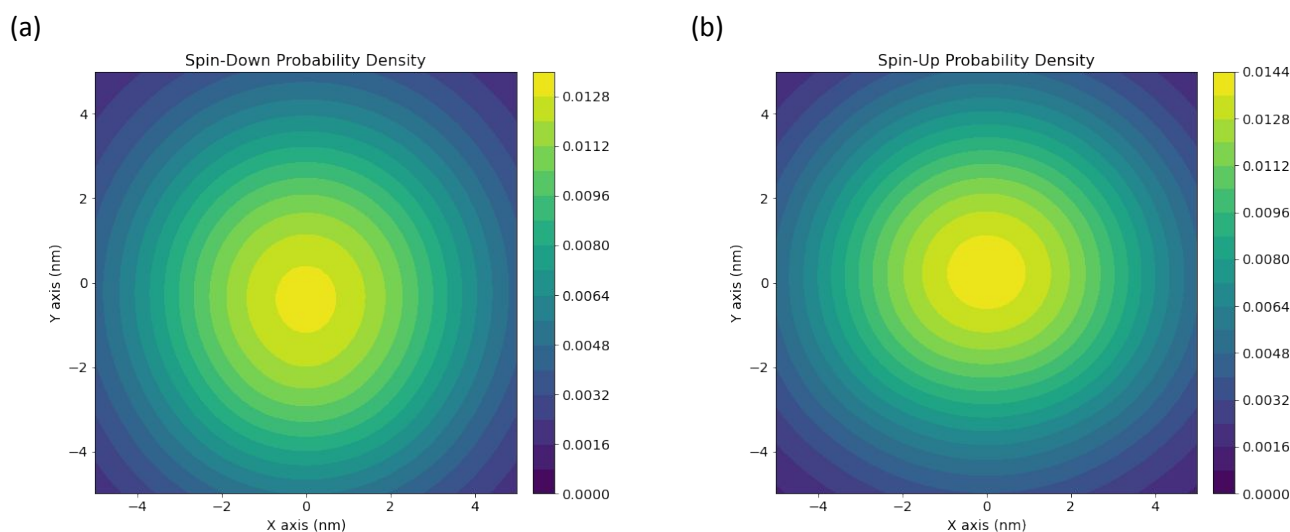 (a)
Spin-Down Probability Density
4
2
0
−2
−4
Y axis (nm)
−4 −2 0 2 4
X axis (nm)
0.0128
0.0112
0.0096
0.0080
0.0064
0.0048
0.0032
0.0016
0.0000
(b)
Spin-Up Probability Density
4
2
0
−2
−4
Y axis (nm)
−4 −2 0 2 4
X axis (nm)
0.0144
0.0128
0.0112
0.0096
0.0080
0.0064
0.0048
0.0032
0.0016
0.0000